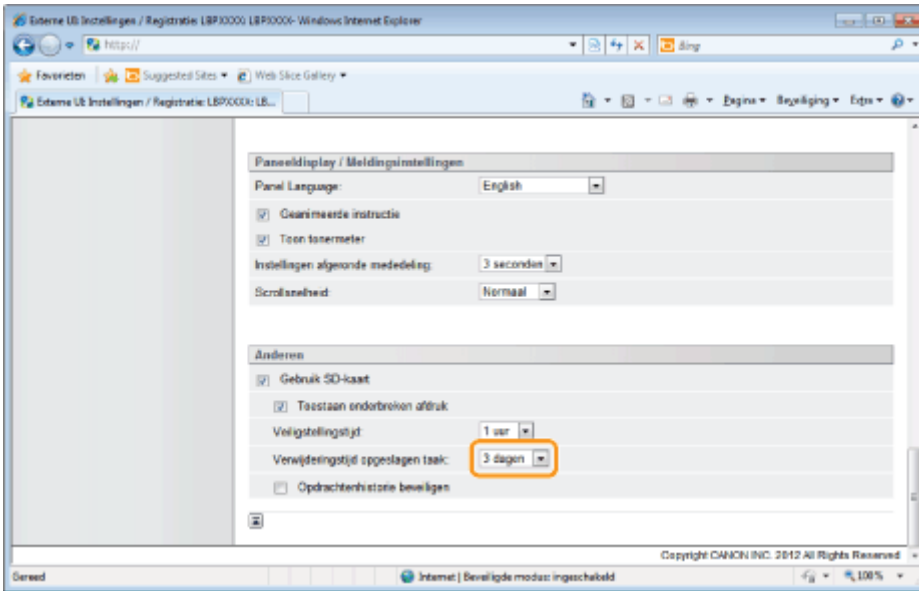 Externe UI: Instellingen / Registratie: LBPXXXX: LBPXXXX- Windows Internet Explorer
https://
Bing
Favorieten Suggested Sites Web Slice Gallery
Externe UI: Instellingen / Registratie: LBPXXXX: LB... Pagina Beveiliging Extra
Paneeldisplay / Meldingsinstellingen
Panel Language: English
Geanimeerde instructie
Toon tonermeter
Instellingen afgeronde mededeling: 3 seconden
Scrollsnelheid: Normaal
Anderen
Gebruik SD-kaart
Toestaan onderbreken afdruk
Veiligstellingstijd: 1 uur
Verwijderingstijd opgeslagen taak: 3 dagen
Opdrachtenhistorie beveiligen
Copyright CANON INC. 2012 All Rights Reserved
Gereed Internet | Beveiligde modus: ingeschakeld 100%